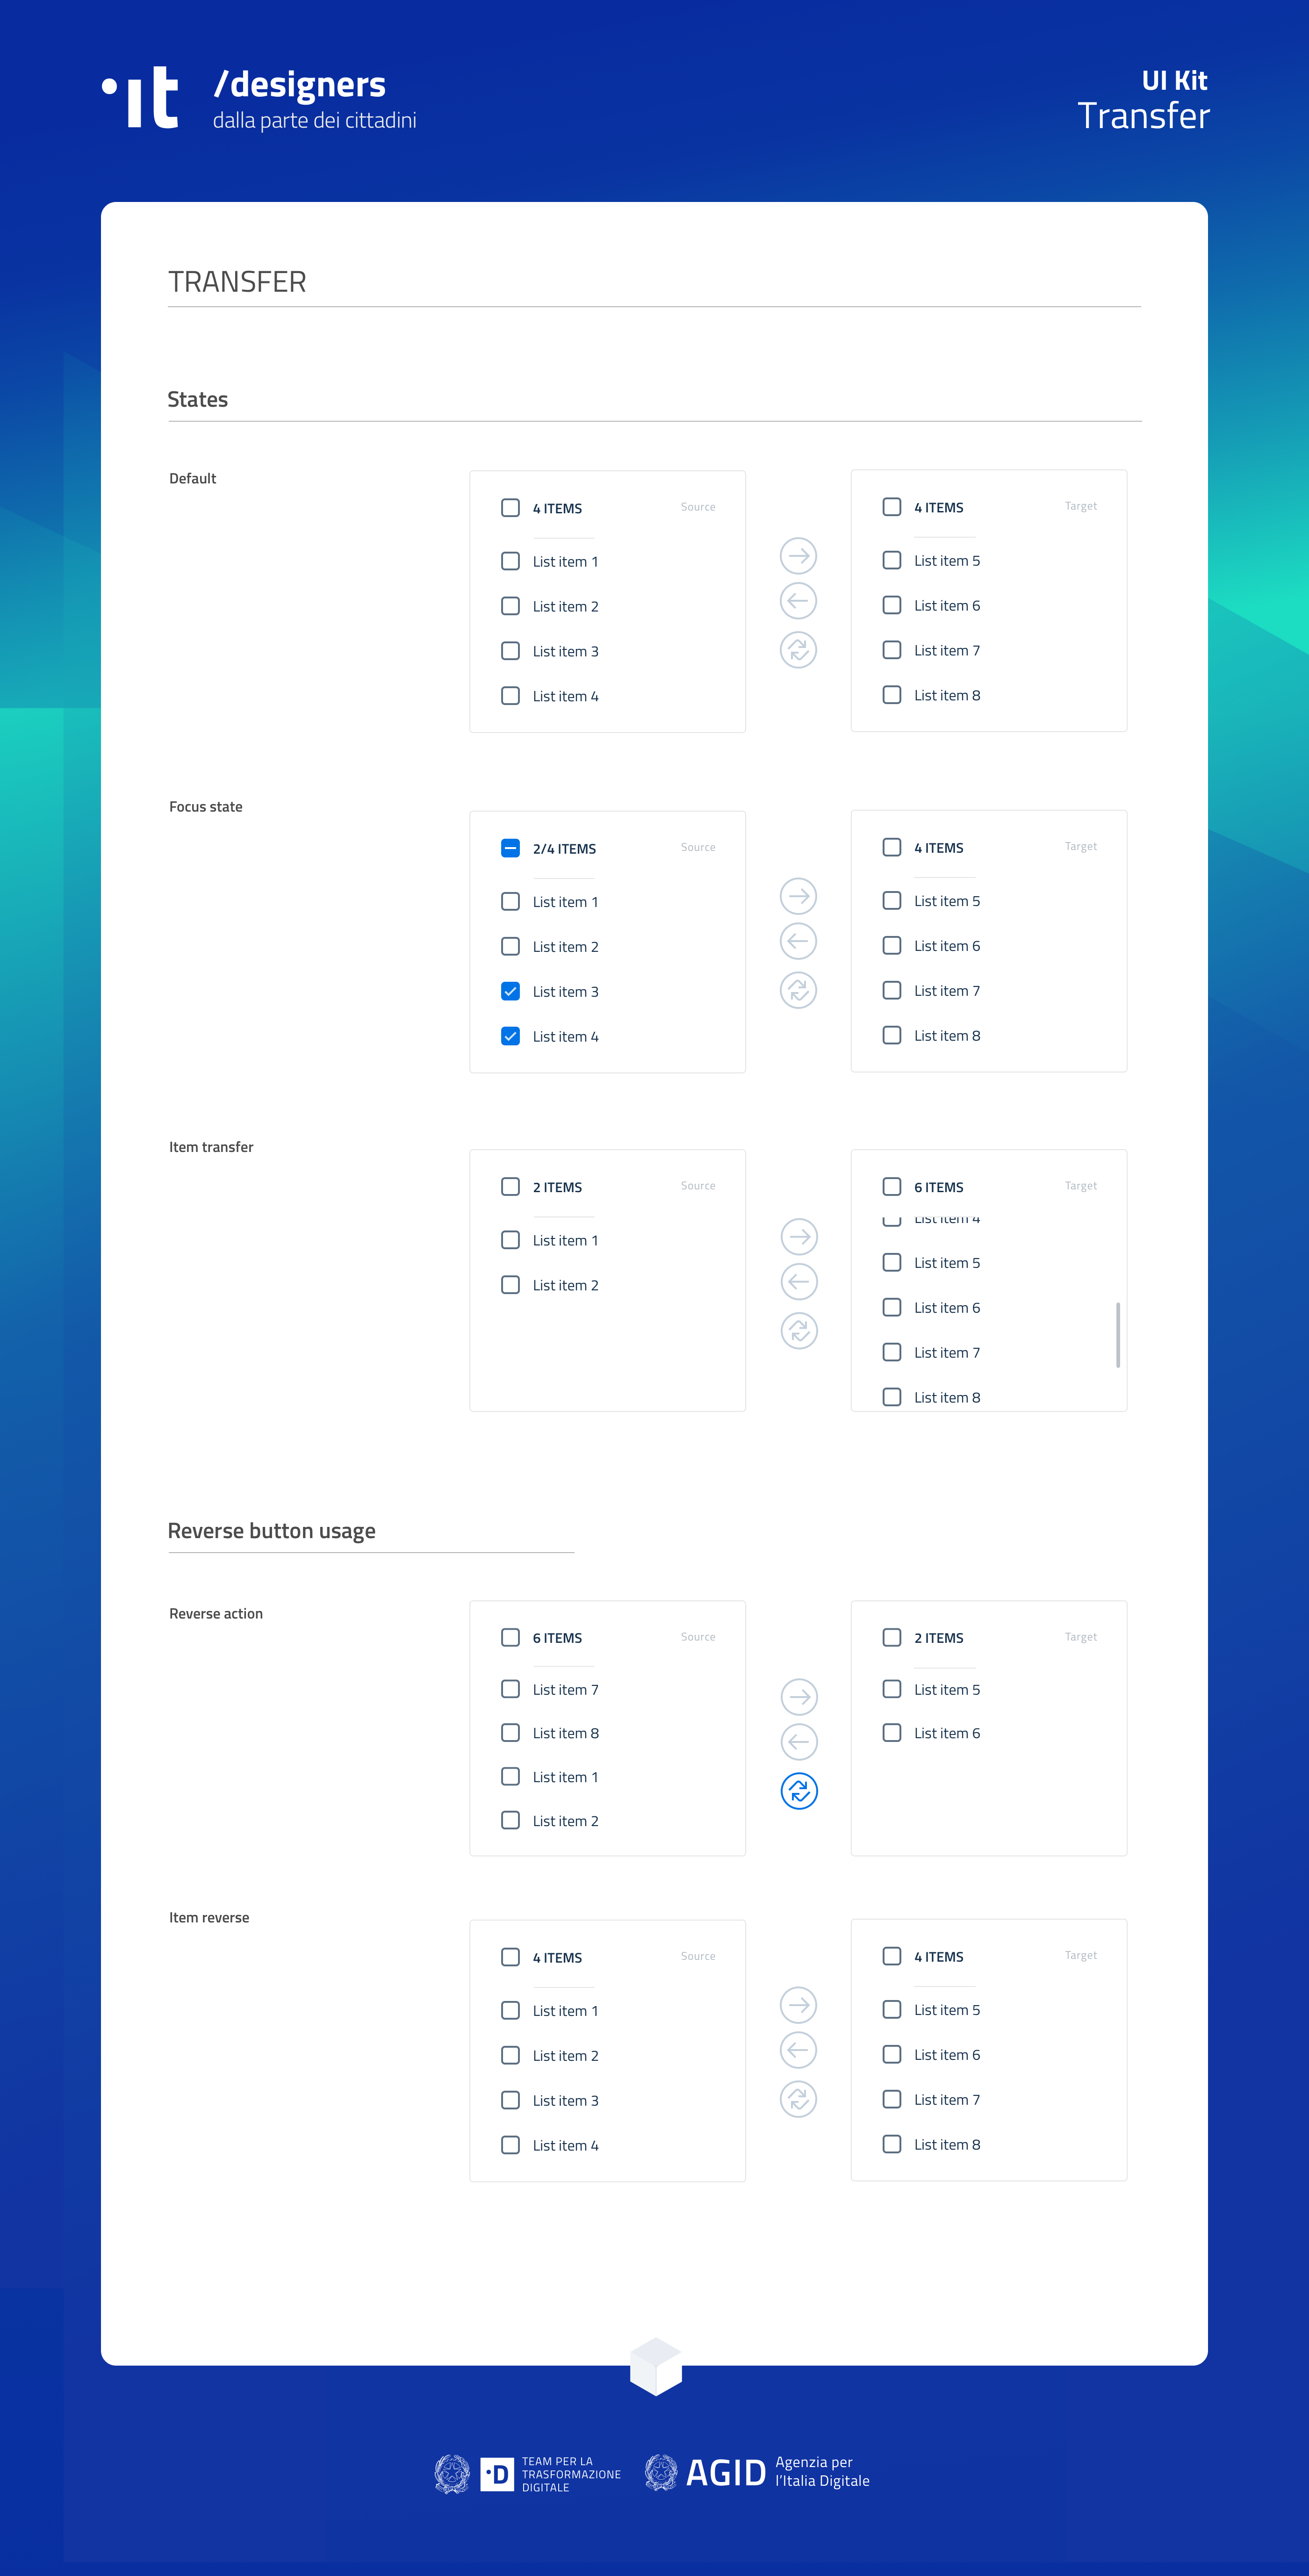 it
/designers
dalla parte dei cittadini
UI Kit
Transfer
TRANSFER
States
Default
4 ITEMS
Source
List item 1
List item 2
List item 3
List item 4
4 ITEMS
Target
List item 5
List item 6
List item 7
List item 8
Focus state
2/4 ITEMS
Source
List item 1
List item 2
List item 3
List item 4
4 ITEMS
Target
List item 5
List item 6
List item 7
List item 8
Item transfer
2 ITEMS
Source
List item 1
List item 2
6 ITEMS
Target
List item 4
List item 5
List item 6
List item 7
List item 8
Reverse button usage
Reverse action
6 ITEMS
Source
List item 7
List item 8
List item 1
List item 2
2 ITEMS
Target
List item 5
List item 6
Item reverse
4 ITEMS
Source
List item 1
List item 2
List item 3
List item 4
4 ITEMS
Target
List item 5
List item 6
List item 7
List item 8
D
TEAM PER LA
TRASFORMAZIONE
DIGITALE
AGID
Agenzia per
l'Italia Digitale